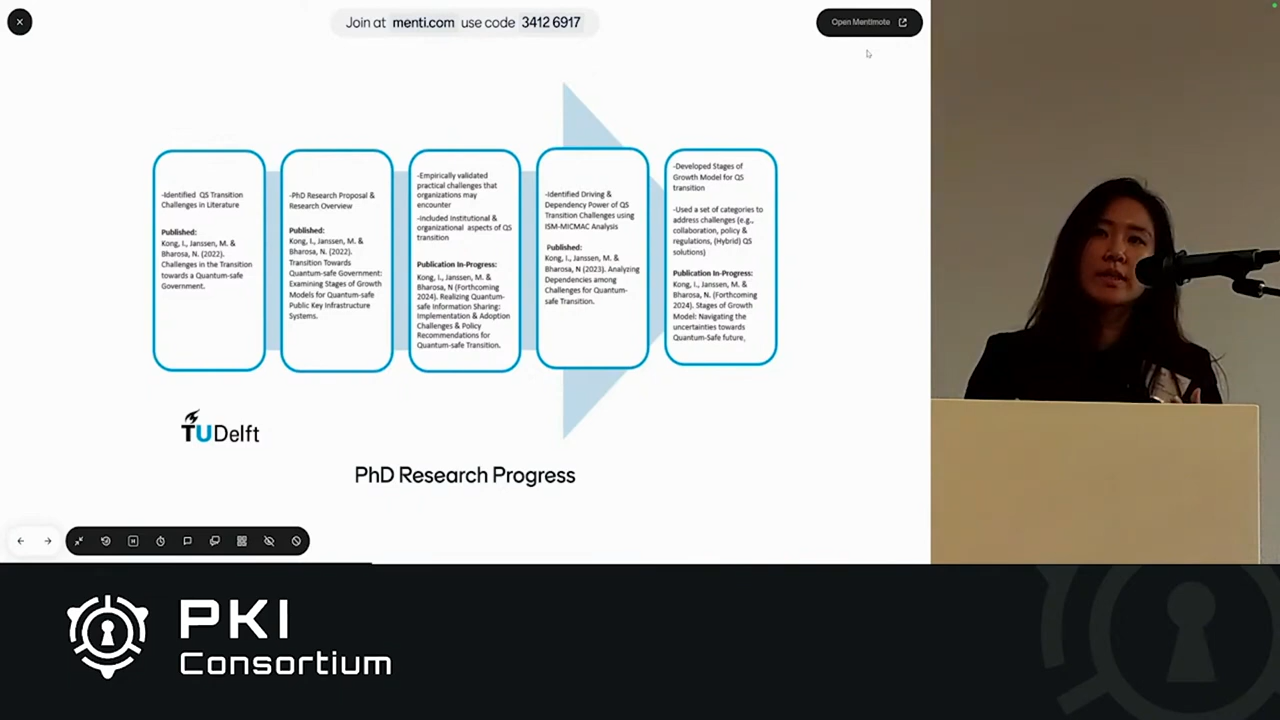 Join at menti.com use code 3412 6917
Open Mentimote
-Identified QS Transition
Challenges in Literature
Published:
Kong, I., Janssen, M. &
Bharosa, N. (2022).
Challenges in the Transition
towards a Quantum-safe
Government.
-PhD Research Proposal &
Research Overview
Published:
Kong, I., Janssen, M. &
Bharosa, N. (2022).
Transition Towards
Quantum-safe Government:
Examining Stages of Growth
Models for Quantum-safe
Public Key Infrastructure
Systems.
-Empirically validated
practical challenges that
organizations may
encounter
-Included Institutional &
organizational aspects of QS
transition
Publication In-Progress:
Kong, I., Janssen, M. &
Bharosa, N (Forthcoming
2024). Realizing Quantum-
safe Information Sharing:
Implementation & Adoption
Challenges & Policy
Recommendations for
Quantum-safe Transition.
-Identified Driving &
Dependency Power of QS
Transition Challenges using
ISM-MICMAC Analysis
Published:
Kong, I., Janssen, M. &
Bharosa, N (2023). Analyzing
Dependencies among
Challenges for Quantum-
safe Transition.
-Developed Stages of
Growth Model for QS
transition
-Used a set of categories to
address challenges (e.g.,
collaboration, policy &
regulations, (Hybrid) QS
solutions)
Publication In-Progress:
Kong, I., Janssen, M. &
Bharosa, N. (Forthcoming
2024). Stages of Growth
Model: Navigating the
uncertainties towards
Quantum-Safe future,
TUDelft
PhD Research Progress
PKI
Consortium